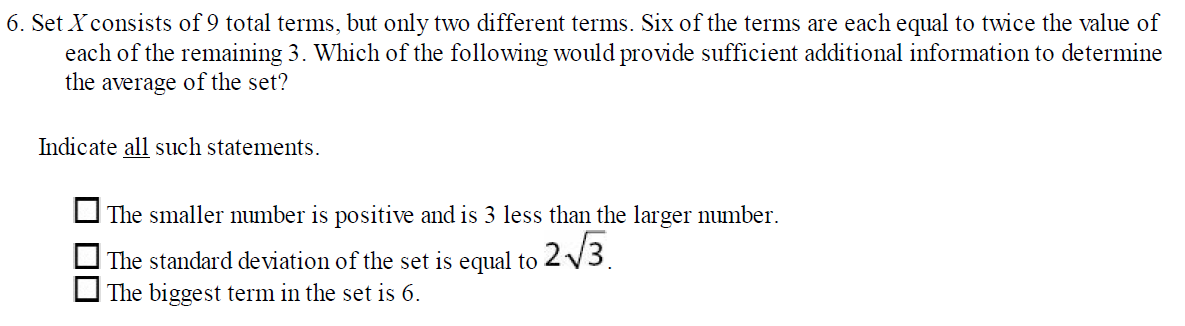 6. Set X consists of 9 total terms, but only two different terms. Six of the terms are each equal to twice the value of
each of the remaining 3. Which of the following would provide sufficient additional information to determine
the average of the set?
Indicate all such statements.
The smaller number is positive and is 3 less than the larger number.
The standard deviation of the set is equal to 2√3.
The biggest term in the set is 6.